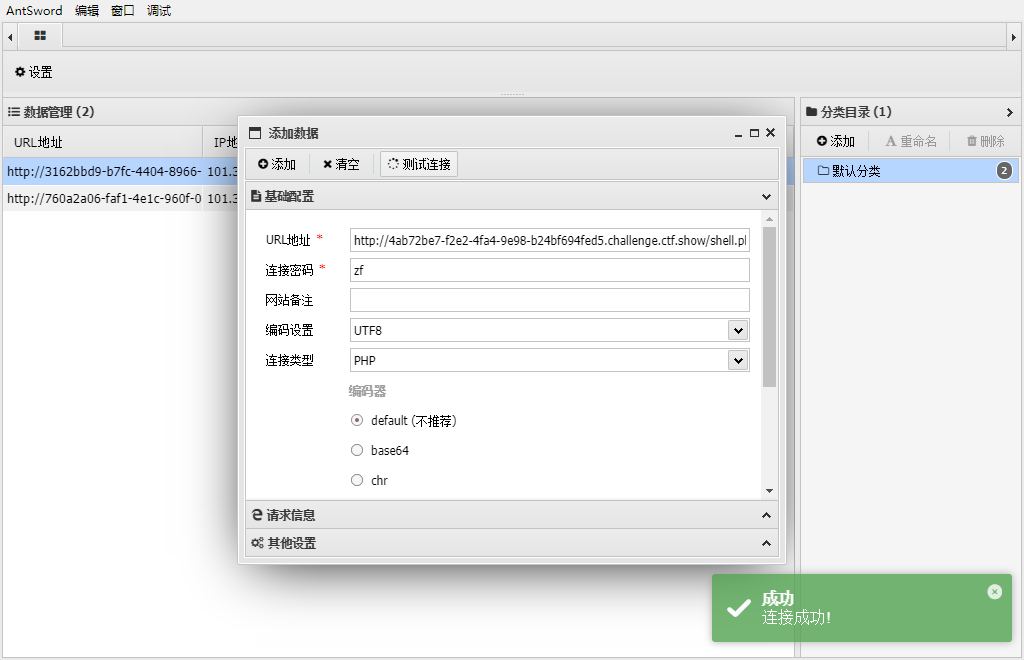 AntSword 编辑 窗口 调试
设置
数据管理 (2)
分类目录 (1)
URL地址 IP地
添加 重命名 删除
http://3162bbd9-b7fc-4404-8966- 101.3
默认分类 2
http://760a2a06-faf1-4e1c-960f-0 101.3
添加数据
添加 清空 测试连接
基础配置
URL地址 * http://4ab72be7-f2e2-4fa4-9e98-b24bf694fed5.challenge.ctf.show/shell.pl
连接密码 * zf
网站备注
编码设置 UTF8
连接类型 PHP
编码器
default (不推荐)
base64
chr
请求信息
其他设置
成功
连接成功!